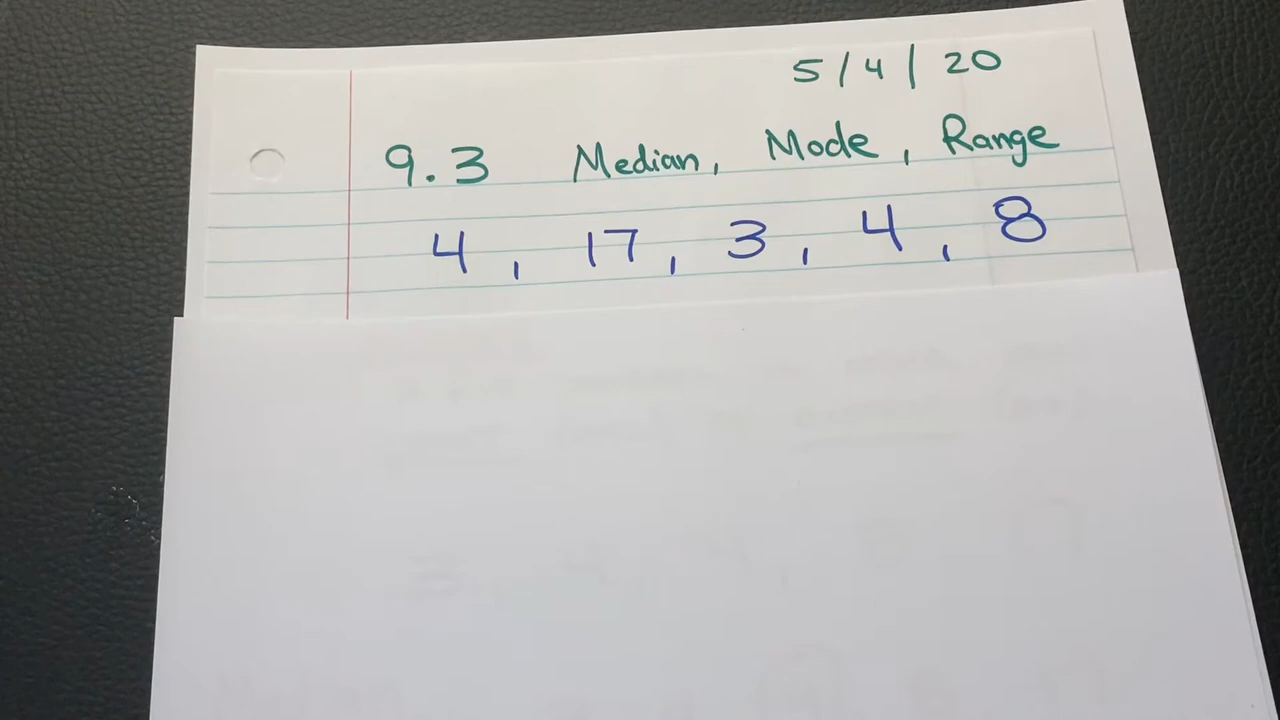 5/4/20
9.3 Median, Mode, Range
4, 17, 3, 4, 8